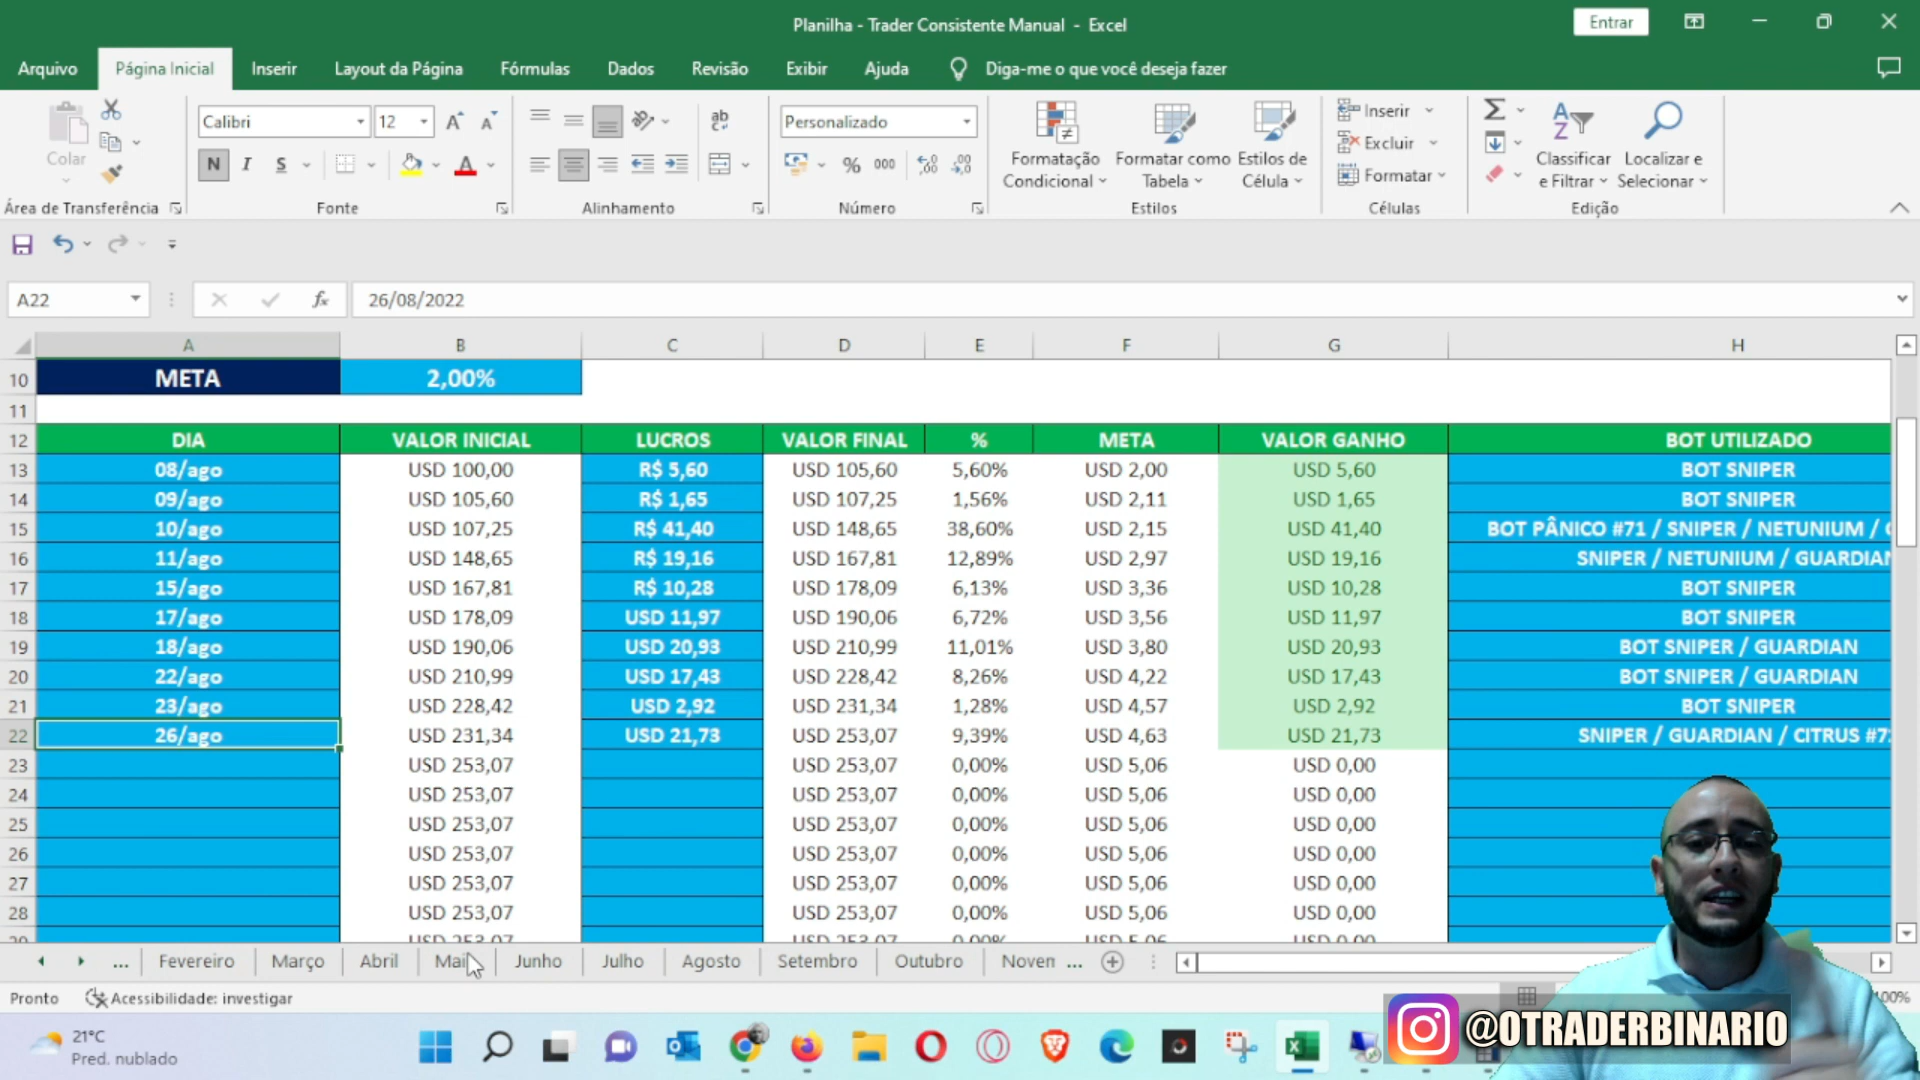 Planilha - Trader Consistente Manual - Excel
Entrar
Arquivo Página Inicial Inserir Layout da Página Fórmulas Dados Revisão Exibir Ajuda Diga-me o que você deseja fazer
Colar
Calibri 12
N I S
ab
Personalizado
% 000
Formatação Condicional
Formatar como Tabela
Estilos de Célula
Inserir
Excluir
Formatar
Classificar e Filtrar
Localizar e Selecionar
Área de Transferência Fonte Alinhamento Número Estilos Células Edição
A22 fx 26/08/2022
A B C D E F G H
10 META 2,00%
11
12 DIA VALOR INICIAL LUCROS VALOR FINAL % META VALOR GANHO BOT UTILIZADO
13 08/ago USD 100,00 R$ 5,60 USD 105,60 5,60% USD 2,00 USD 5,60 BOT SNIPER
14 09/ago USD 105,60 R$ 1,65 USD 107,25 1,56% USD 2,11 USD 1,65 BOT SNIPER
15 10/ago USD 107,25 R$ 41,40 USD 148,65 38,60% USD 2,15 USD 41,40 BOT PÂNICO #71 / SNIPER / NETUNIUM /
16 11/ago USD 148,65 R$ 19,16 USD 167,81 12,89% USD 2,97 USD 19,16 SNIPER / NETUNIUM / GUARDIAN
17 15/ago USD 167,81 R$ 10,28 USD 178,09 6,13% USD 3,36 USD 10,28 BOT SNIPER
18 17/ago USD 178,09 USD 11,97 USD 190,06 6,72% USD 3,56 USD 11,97 BOT SNIPER
19 18/ago USD 190,06 USD 20,93 USD 210,99 11,01% USD 3,80 USD 20,93 BOT SNIPER / GUARDIAN
20 22/ago USD 210,99 USD 17,43 USD 228,42 8,26% USD 4,22 USD 17,43 BOT SNIPER / GUARDIAN
21 23/ago USD 228,42 USD 2,92 USD 231,34 1,28% USD 4,57 USD 2,92 BOT SNIPER
22 26/ago USD 231,34 USD 21,73 USD 253,07 9,39% USD 4,63 USD 21,73 SNIPER / GUARDIAN / CITRUS
23 USD 253,07 USD 253,07 0,00% USD 5,06 USD 0,00
24 USD 253,07 USD 253,07 0,00% USD 5,06 USD 0,00
25 USD 253,07 USD 253,07 0,00% USD 5,06 USD 0,00
26 USD 253,07 USD 253,07 0,00% USD 5,06 USD 0,00
27 USD 253,07 USD 253,07 0,00% USD 5,06 USD 0,00
28 USD 253,07 USD 253,07 0,00% USD 5,06 USD 0,00
... Fevereiro Março Abril Mai Junho Julho Agosto Setembro Outubro Novem ...
Pronto Acessibilidade: investigar
21°C
Pred. nublado
@OTRADERBINARIO